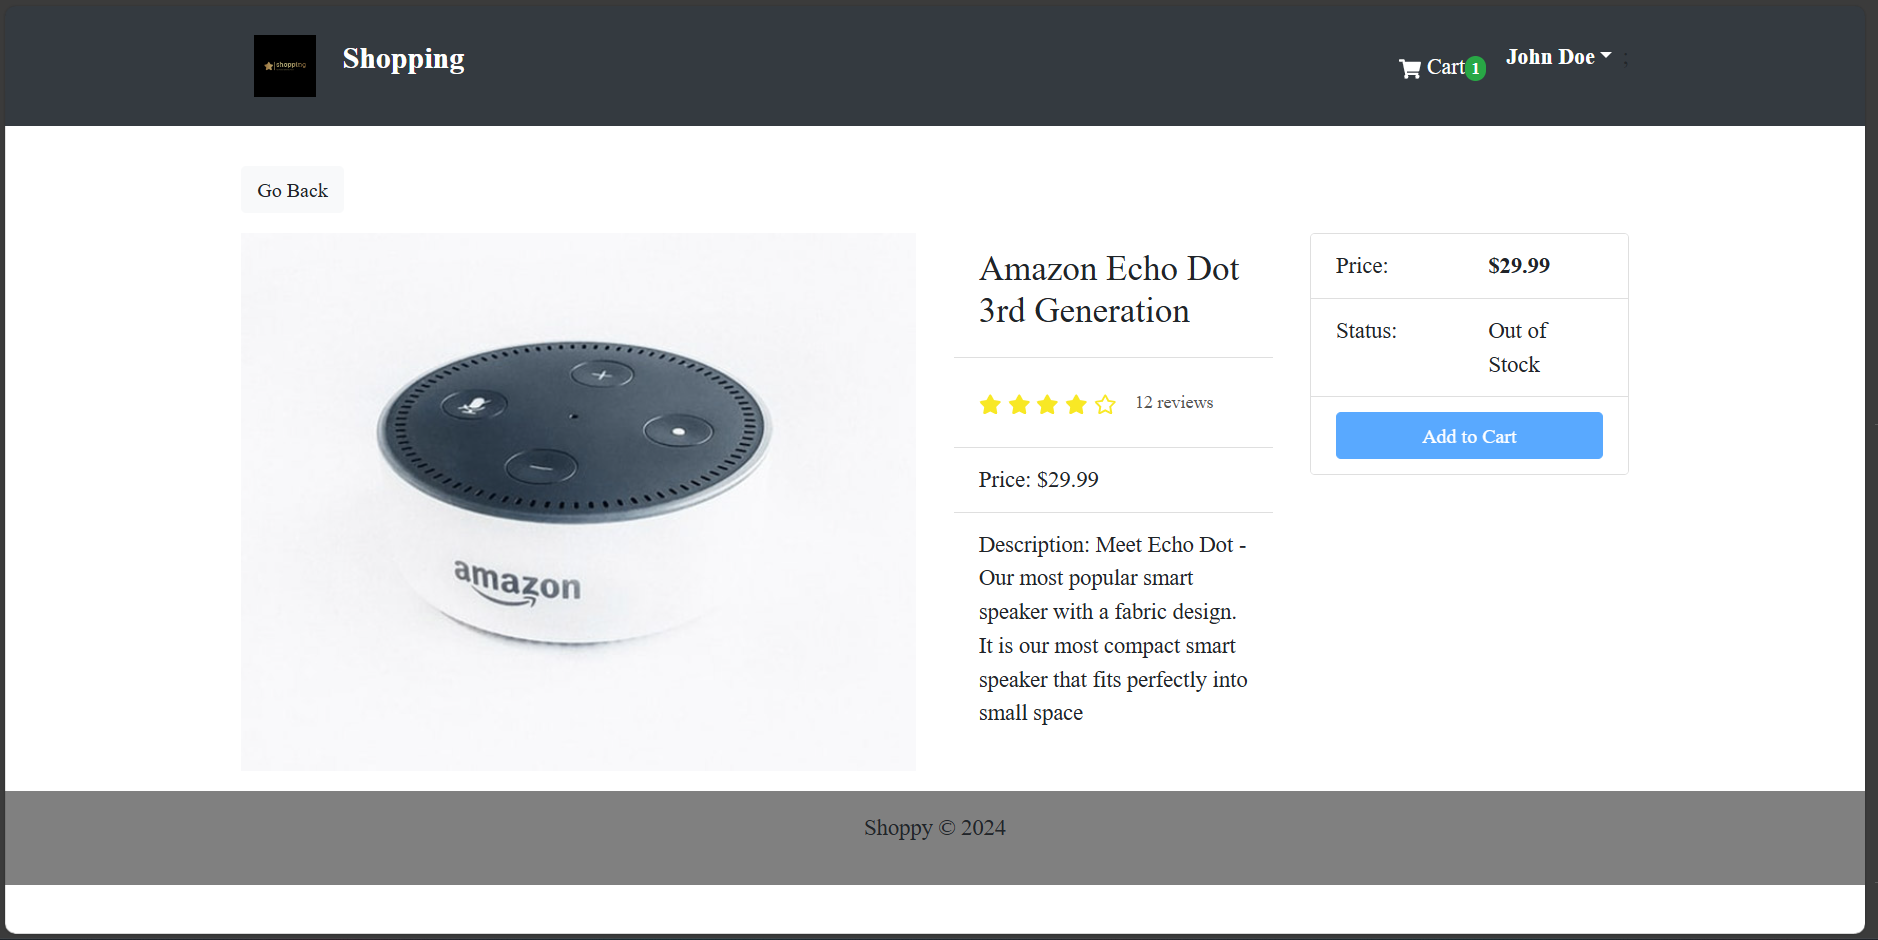 shopping
Shopping
Cart 1
John Doe
;
Go Back
amazon
Amazon Echo Dot
3rd Generation
12 reviews
Price: $29.99
Description: Meet Echo Dot -
Our most popular smart
speaker with a fabric design.
It is our most compact smart
speaker that fits perfectly into
small space
Price: $29.99
Status: Out of
Stock
Add to Cart
Shoppy © 2024